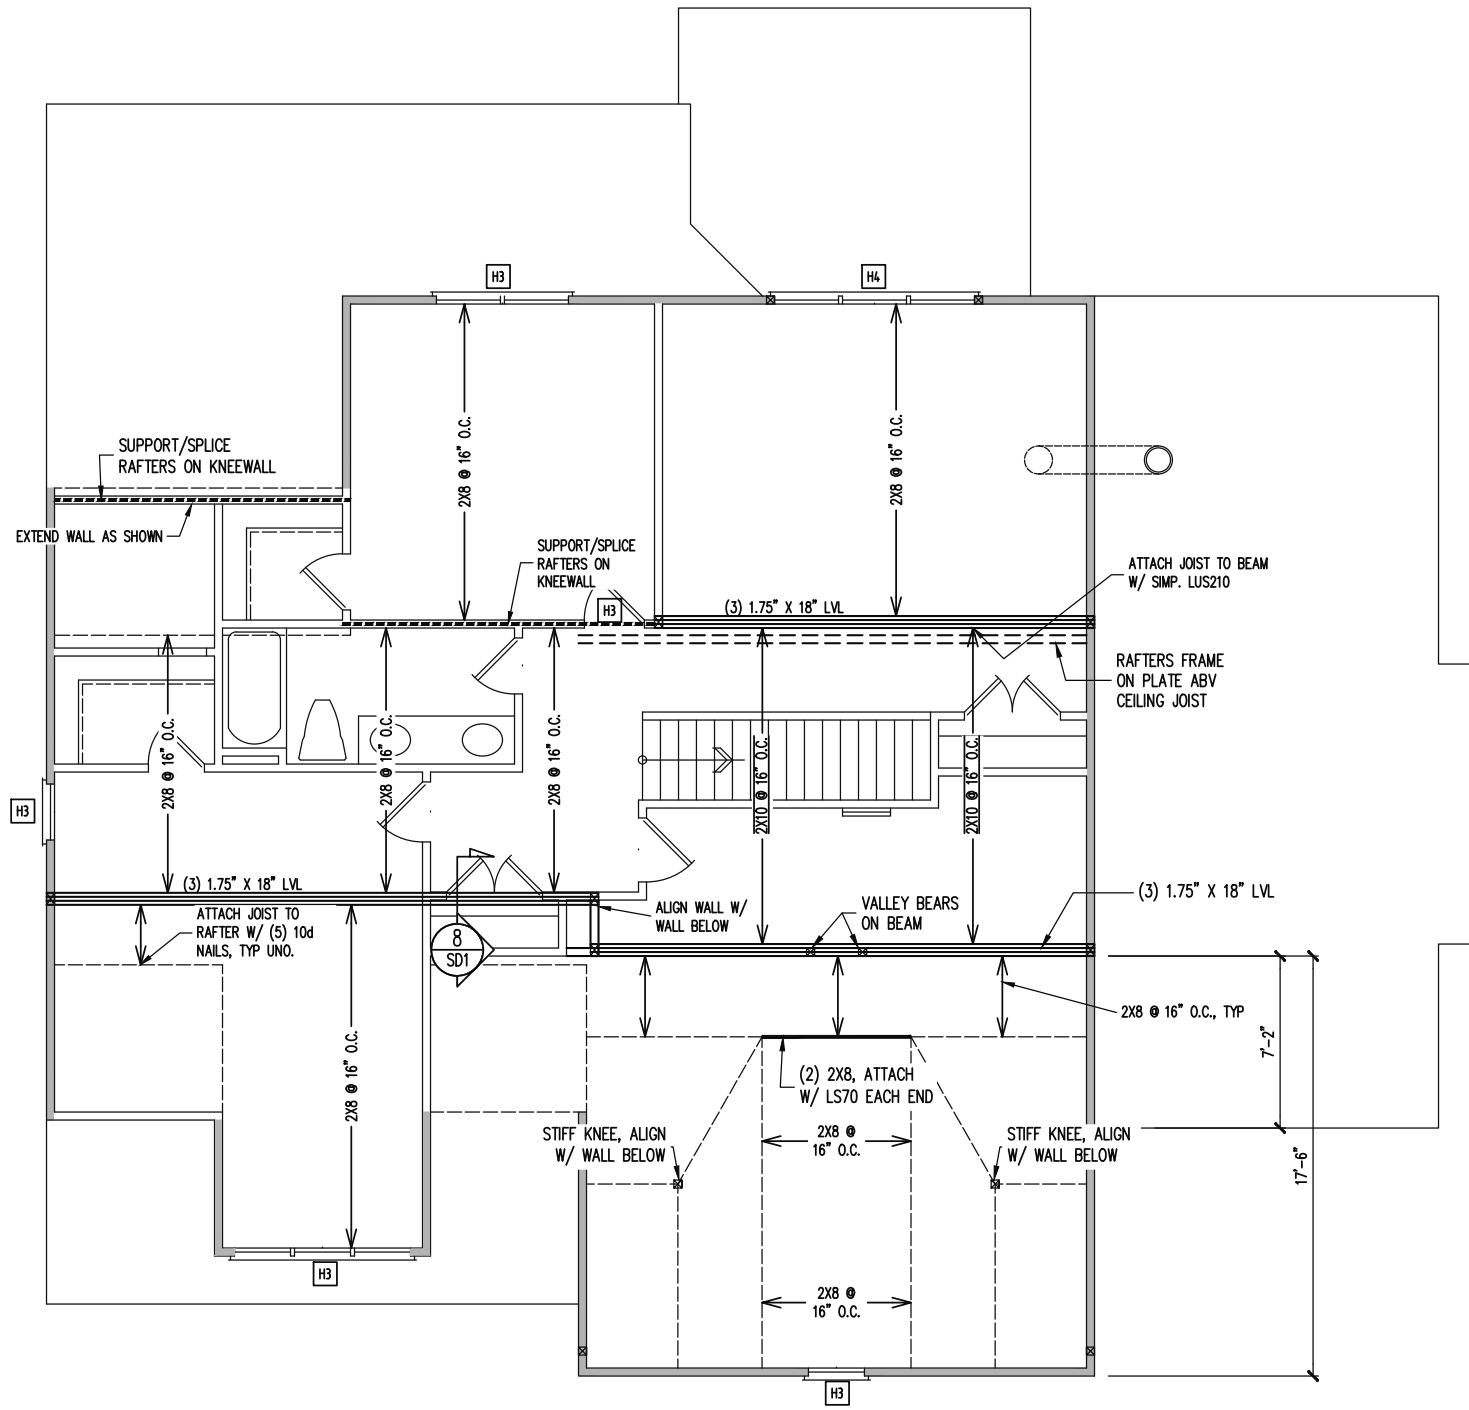 H3
H4
2X8 @ 16" O.C.
2X8 @ 16" O.C.
SUPPORT/SPLICE
RAFTERS ON KNEEWALL
EXTEND WALL AS SHOWN
SUPPORT/SPLICE
RAFTERS ON
KNEEWALL
H3
(3) 1.75" X 18" LVL
ATTACH JOIST TO BEAM
W/ SIMP. LUS210
RAFTERS FRAME
ON PLATE ABV
CEILING JOIST
2X8 @ 16" O.C.
2X8 @ 16" O.C.
2X8 @ 16" O.C.
2X10 @ 16" O.C.
2X10 @ 16" O.C.
H3
(3) 1.75" X 18" LVL
ATTACH JOIST TO
RAFTER W/ (5) 10d
NAILS, TYP UNO.
ALIGN WALL W/
WALL BELOW
VALLEY BEARS
ON BEAM
(3) 1.75" X 18" LVL
8
SD1
2X8 @ 16" O.C., TYP
7'-2"
17'-6"
2X8 @ 16" O.C.
(2) 2X8, ATTACH
W/ LS70 EACH END
STIFF KNEE, ALIGN
W/ WALL BELOW
2X8 @
16" O.C.
STIFF KNEE, ALIGN
W/ WALL BELOW
H3
2X8 @
16" O.C.
H3